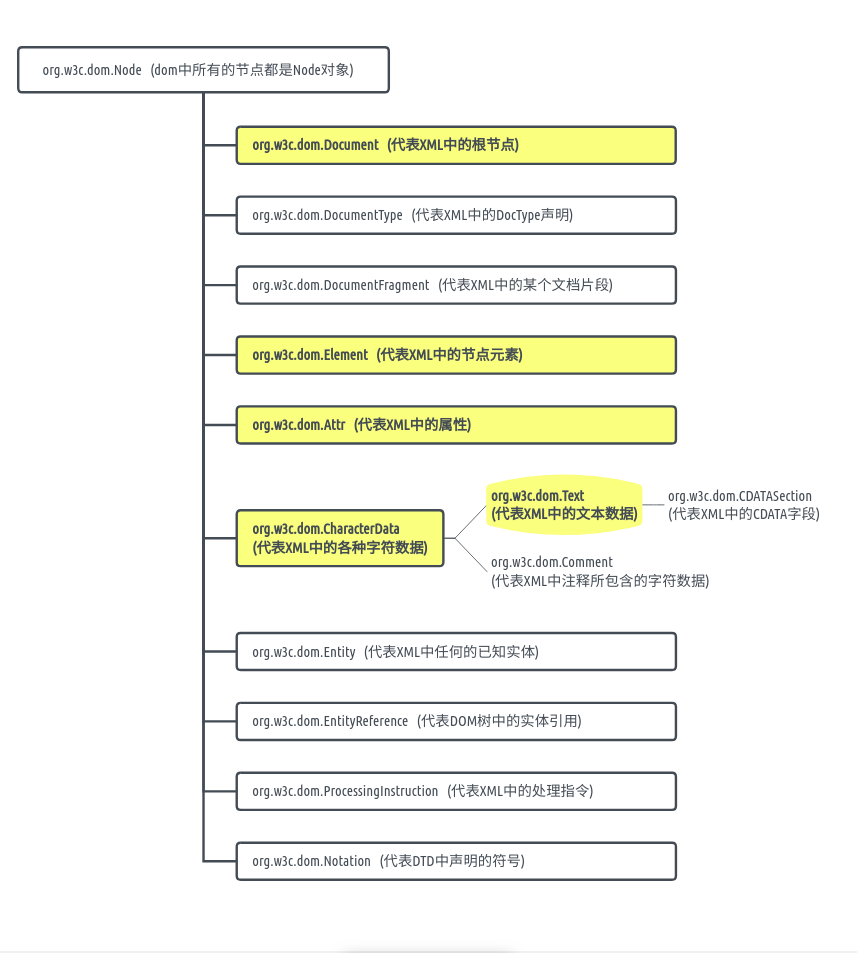 org.w3c.dom.Node (dom中所有的节点都是Node对象)
org.w3c.dom.Document (代表XML中的根节点)
org.w3c.dom.DocumentType (代表XML中的DocType声明)
org.w3c.dom.DocumentFragment (代表XML中的某个文档片段)
org.w3c.dom.Element (代表XML中的节点元素)
org.w3c.dom.Attr (代表XML中的属性)
org.w3c.dom.CharacterData
(代表XML中的各种字符数据)
org.w3c.dom.Text
(代表XML中的文本数据)
org.w3c.dom.CDATASection
(代表XML中的CDATA字段)
org.w3c.dom.Comment
(代表XML中注释所包含的字符数据)
org.w3c.dom.Entity (代表XML中任何的已知实体)
org.w3c.dom.EntityReference (代表DOM树中的实体引用)
org.w3c.dom.ProcessingInstruction (代表XML中的处理指令)
org.w3c.dom.Notation (代表DTD中声明的符号)